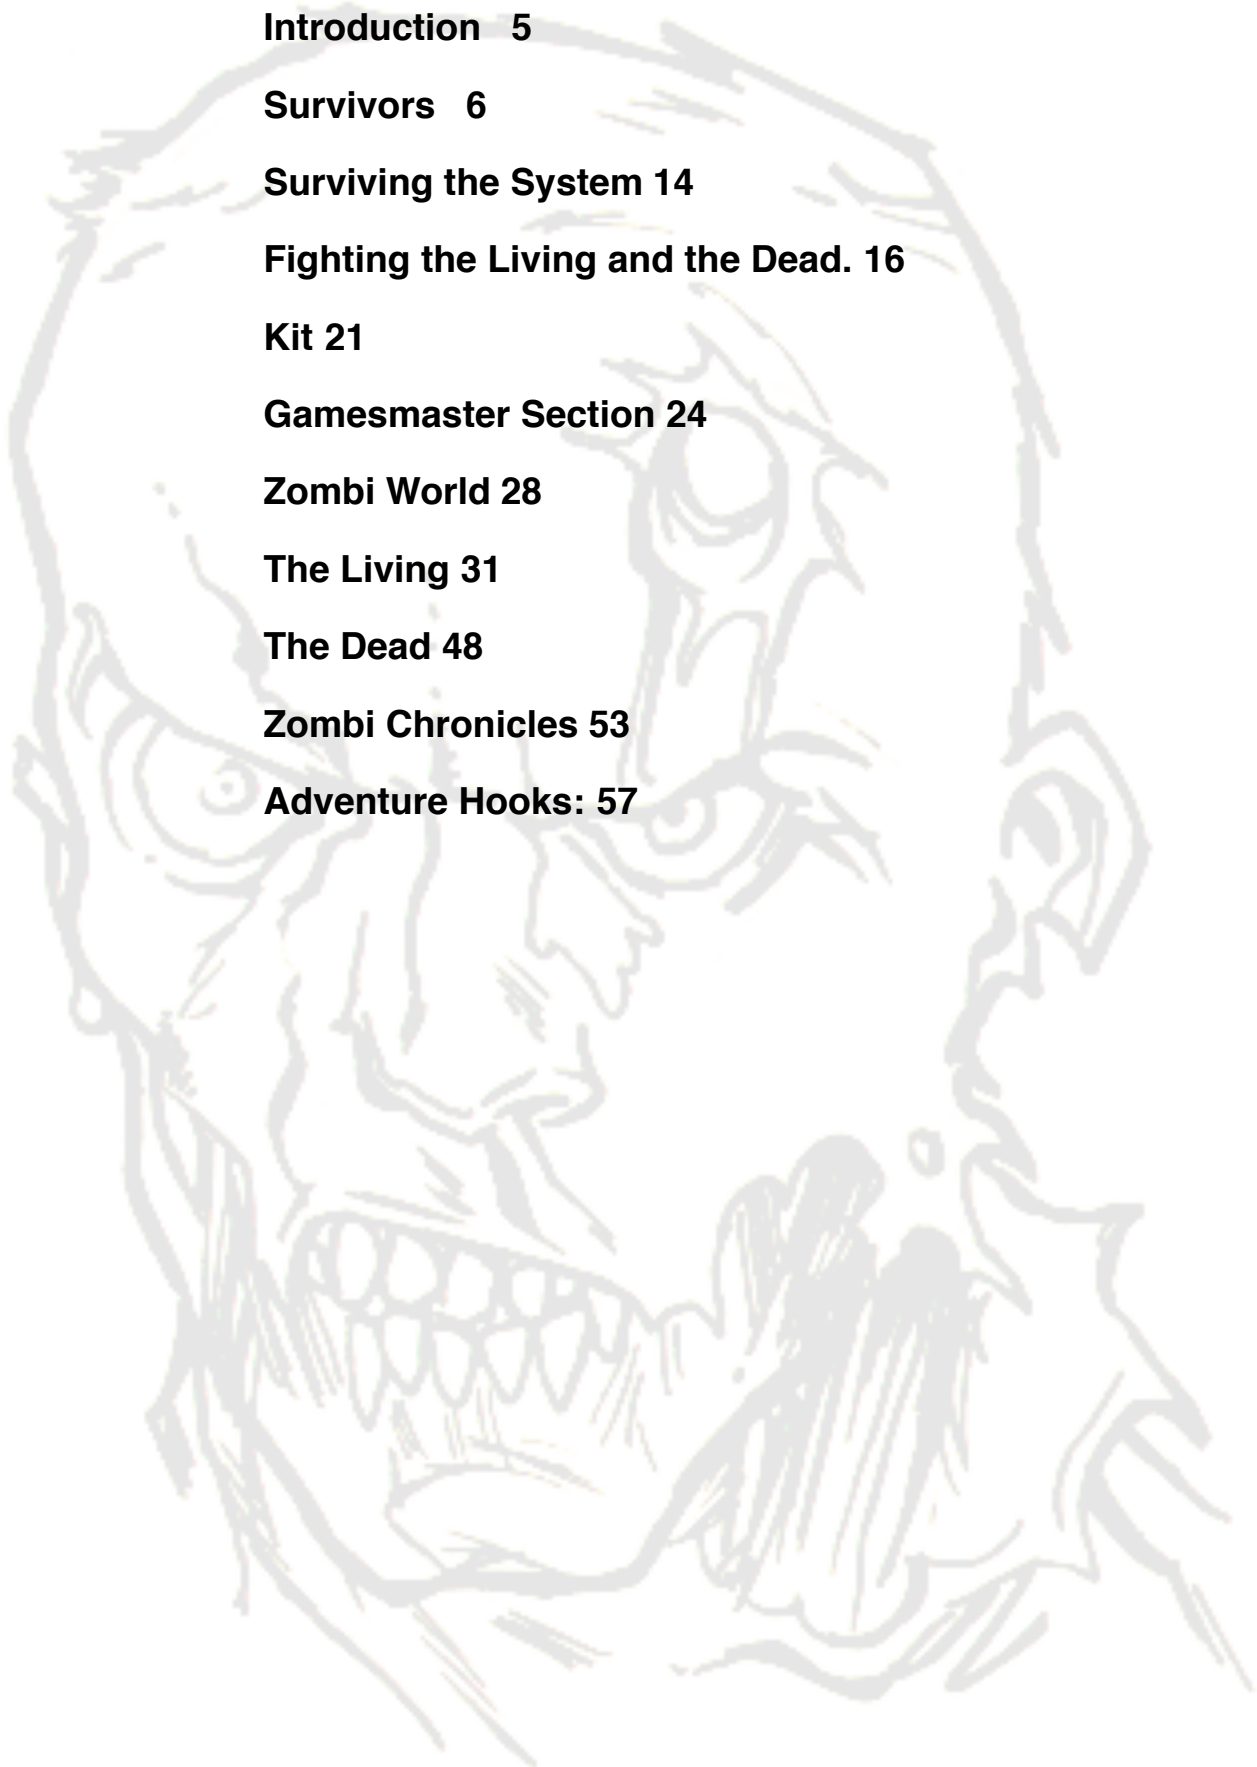 Introduction 5
Survivors 6
Surviving the System 14
Fighting the Living and the Dead. 16
Kit 21
Gamesmaster Section 24
Zombi World 28
The Living 31
The Dead 48
Zombi Chronicles 53
Adventure Hooks: 57